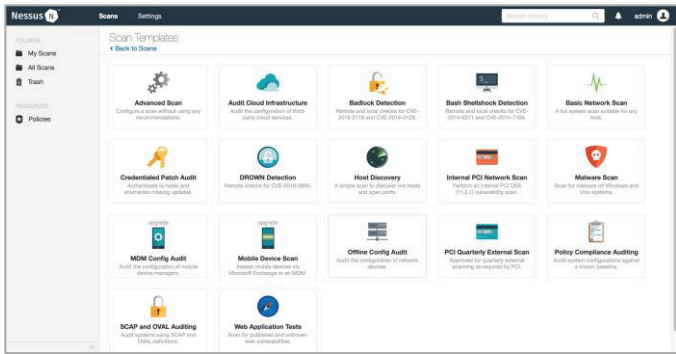 Nessus N
Scans Settings
Search Library
admin
FOLDERS
My Scans
All Scans
Trash
RESOURCES
Policies
Scan Templates
Back to Scans
Advanced Scan
Configure a scan without using any
recommendations.
Audit Cloud Infrastructure
Audit the configuration of third-
party cloud services.
Badlock Detection
Remote and local checks for CVE-
2016-2118 and CVE-2016-0128.
Bash Shellshock Detection
Remote and local checks for CVE-
2014-6271 and CVE-2014-7169.
Basic Network Scan
A full system scan suitable for any
host.
Credentialed Patch Audit
Authenticate to hosts and
enumerate missing updates.
DROWN Detection
Remote checks for CVE-2016-0800.
Host Discovery
A simple scan to discover live hosts
and open ports.
Internal PCI Network Scan
Perform an internal PCI DSS
(11.2.1) vulnerability scan.
Malware Scan
Scan for malware on Windows and
Unix systems.
upgrade
MDM Config Audit
Audit the configuration of mobile
device managers.
upgrade
Mobile Device Scan
Assess mobile devices via
Microsoft Exchange or an MDM.
Offline Config Audit
Audit the configuration of network
devices.
PCI Quarterly External Scan
Approved for quarterly external
scanning as required by PCI.
Policy Compliance Auditing
Audit system configurations against
a known baseline.
SCAP and OVAL Auditing
Audit systems using SCAP and
OVAL definitions.
Web Application Tests
Scan for published and unknown
web vulnerabilities.